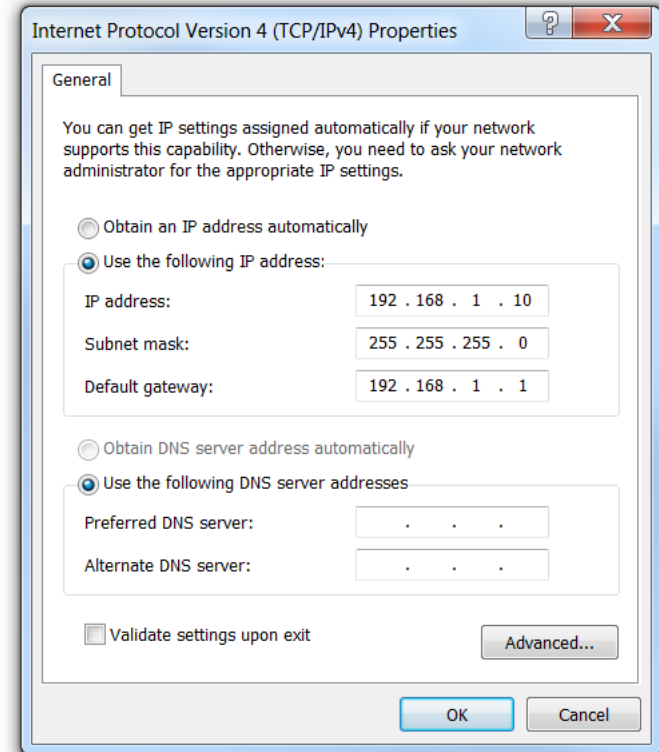 Internet Protocol Version 4 (TCP/IPv4) Properties
General
You can get IP settings assigned automatically if your network
supports this capability. Otherwise, you need to ask your network
administrator for the appropriate IP settings.
Obtain an IP address automatically
Use the following IP address:
IP address: 192 . 168 . 1 . 10
Subnet mask: 255 . 255 . 255 . 0
Default gateway: 192 . 168 . 1 . 1
Obtain DNS server address automatically
Use the following DNS server addresses
Preferred DNS server: . . .
Alternate DNS server: . . .
Validate settings upon exit
Advanced...
OK Cancel